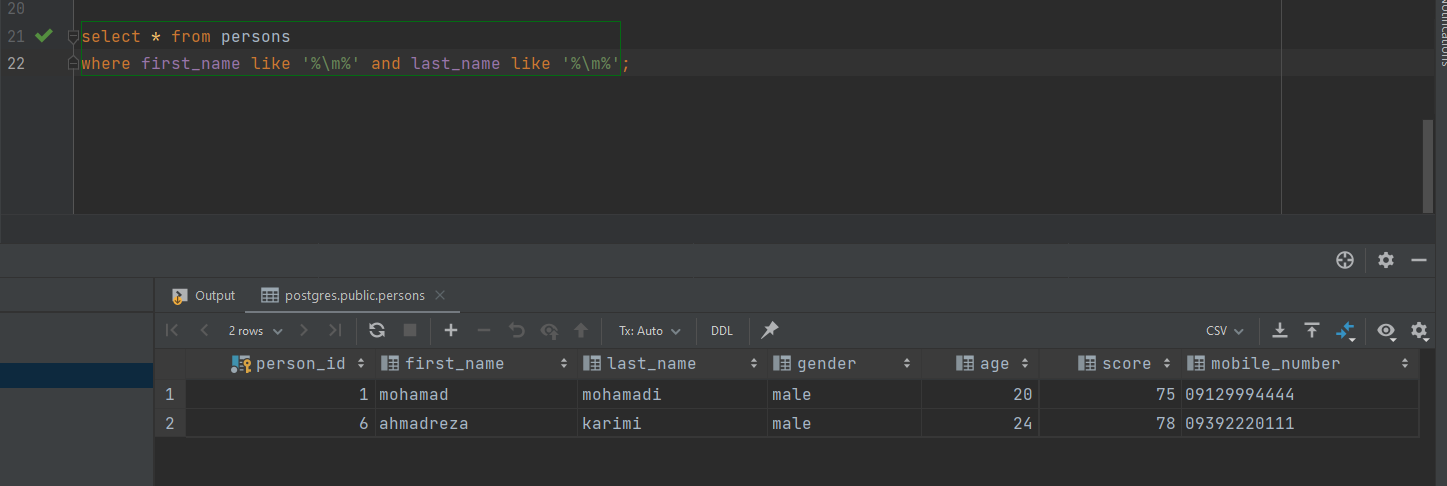 20
21 select * from persons
22 where first_name like '%\m%' and last_name like '%\m%';
Notifications
Output postgres.public.persons
2 rows Tx: Auto DDL CSV
person_id first_name last_name gender age score mobile_number
1 1 mohamad mohamadi male 20 75 09129994444
2 6 ahmadreza karimi male 24 78 09392220111